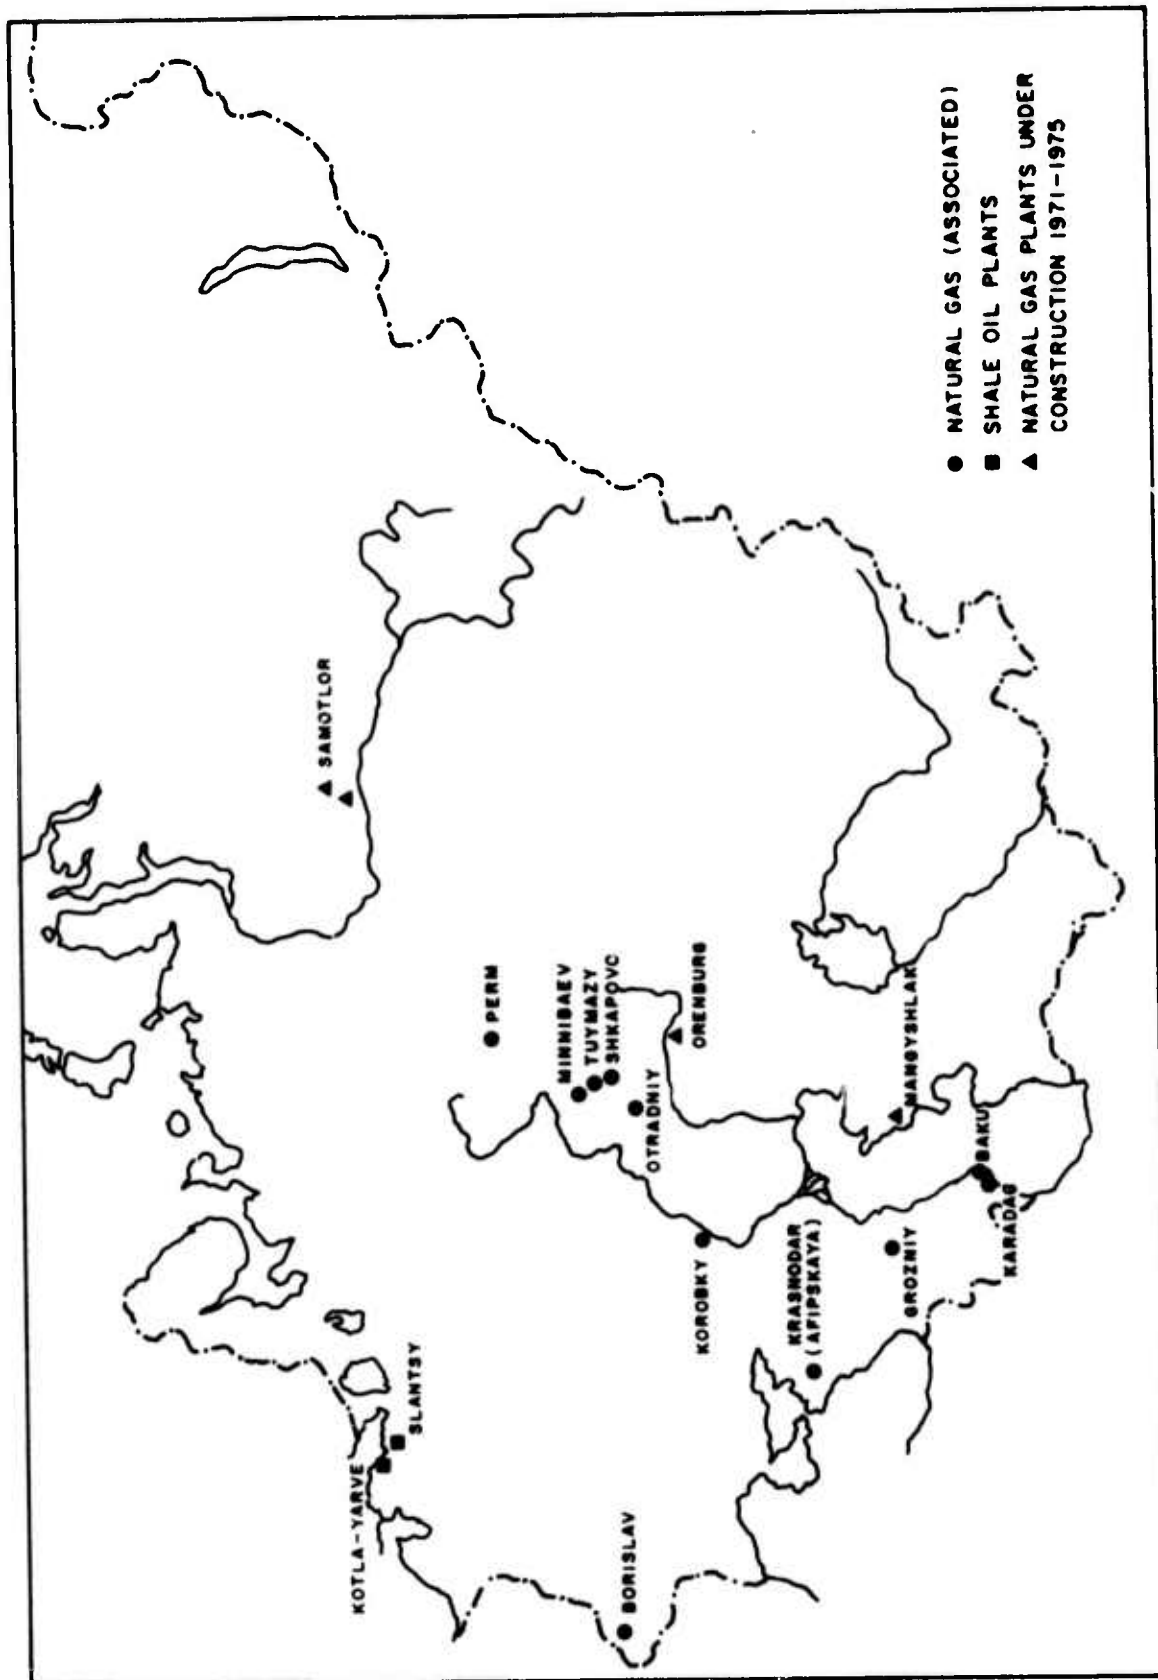 SAMOTLOR
PERM
MINNIBAEV
TUYMAZY
SHKAPOVC
ORENBURG
OTRADNIY
MANGYSHLAK
BAKU
KARADAG
KOROBKY
KRASNODAR
(AFIPSKAYA)
GROZNIY
SLANTSY
KOTLA-YARVE
BORISLAV
NATURAL GAS (ASSOCIATED)
SHALE OIL PLANTS
NATURAL GAS PLANTS UNDER
CONSTRUCTION 1971-1975